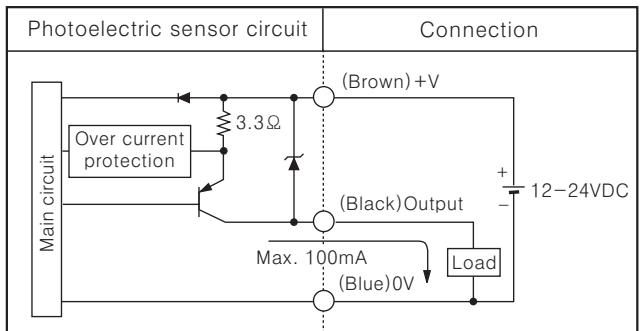 Photoelectric sensor circuit
Connection
(Brown)+V
3.3Ω
Over current
protection
Main circuit
+
−
12−24VDC
(Black)Output
Max. 100mA
Load
(Blue)0V